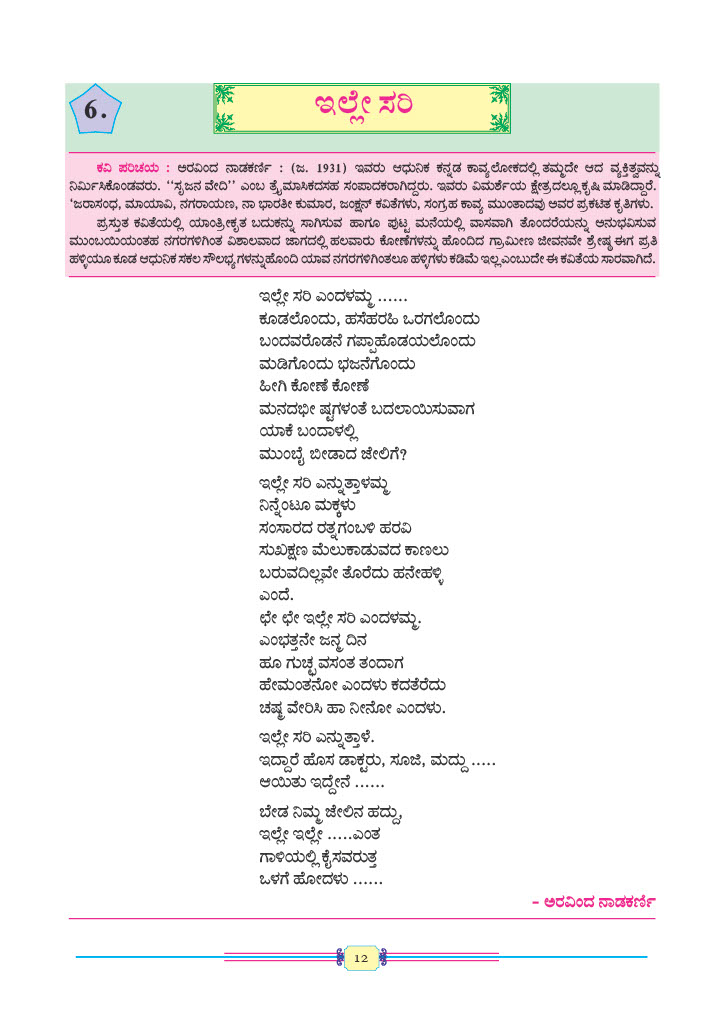 6.
ಇಲ್ಲೇ ಸರಿ
ಕವಿ ಪರಿಚಯ : ಅರವಿಂದ ನಾಡಕರ್ಣಿ : (ಜ. 1931) ಇವರು ಆಧುನಿಕ ಕನ್ನಡ ಕಾವ್ಯಲೋಕದಲ್ಲಿ ತಮ್ಮದೇ ಆದ ವ್ಯಕ್ತಿತ್ವವನ್ನು
ನಿರ್ಮಿಸಿಕೊಂಡವರು. ‘‘ಸೃಜನ ವೇದಿ’’ ಎಂಬ ತ್ರೈಮಾಸಿಕದಸಹ ಸಂಪಾದಕರಾಗಿದ್ದರು. ಇವರು ವಿಮರ್ಶೆಯ ಕ್ಷೇತ್ರದಲ್ಲೂ ಕೃಷಿ ಮಾಡಿದ್ದಾರೆ.
‘ಜರಾಸಂಧ, ಮಾಯಾವಿ, ನಗರಾಯಣ, ನಾ ಭಾರತೀ ಕುಮಾರ, ಜಂಕ್ಷನ್ ಕವಿತೆಗಳು, ಸಂಗ್ರಹ ಕಾವ್ಯ ಮುಂತಾದವು ಅವರ ಪ್ರಕಟಿತ ಕೃತಿಗಳು.
ಪ್ರಸ್ತುತ ಕವಿತೆಯಲ್ಲಿ ಯಾಂತ್ರೀಕೃತ ಬದುಕನ್ನು ಸಾಗಿಸುವ ಹಾಗೂ ಪುಟ್ಟ ಮನೆಯಲ್ಲಿ ವಾಸವಾಗಿ ತೊಂದರೆಯನ್ನು ಅನುಭವಿಸುವ
ಮುಂಬಯಿಯಂತಹ ನಗರಗಳಿಗಿಂತ ವಿಶಾಲವಾದ ಜಾಗದಲ್ಲಿ ಹಲವಾರು ಕೋಣೆಗಳನ್ನು ಹೊಂದಿದ ಗ್ರಾಮೀಣ ಜೀವನವೇ ಶ್ರೇಷ್ಠ ಈಗ ಪ್ರತಿ
ಹಳ್ಳಿಯೂ ಕೂಡ ಆಧುನಿಕ ಸಕಲ ಸೌಲಭ್ಯಗಳನ್ನುಹೊಂದಿ ಯಾವ ನಗರಗಳಿಗಿಂತಲೂ ಹಳ್ಳಿಗಳು ಕಡಿಮೆ ಇಲ್ಲ ಎಂಬುದೇ ಈ ಕವಿತೆಯ ಸಾರವಾಗಿದೆ.
ಇಲ್ಲೇ ಸರಿ ಎಂದಳಮ್ಮ ......
ಕೂಡಲೊಂದು, ಹಸೆಹರಹಿ ಒರಗಲೊಂದು
ಬಂದವರೊಡನೆ ಗಪ್ಪಾಹೊಡಯಲೊಂದು
ಮಡಿಗೊಂದು ಭಜನೆಗೊಂದು
ಹೀಗಿ ಕೋಣೆ ಕೋಣೆ
ಮನದಭೀ ಷ್ಟಗಳಂತೆ ಬದಲಾಯಿಸುವಾಗ
ಯಾಕೆ ಬಂದಾಳಲ್ಲಿ
ಮುಂಬೈ ಬೀಡಾದ ಜೇಲಿಗೆ?
ಇಲ್ಲೇ ಸರಿ ಎನ್ನುತ್ತಾಳಮ್ಮ
ನಿನ್ನೆಂಟೂ ಮಕ್ಕಳು
ಸಂಸಾರದ ರತ್ನಗಂಬಳಿ ಹರವಿ
ಸುಖಿಕ್ಷಣ ಮೆಲುಕಾಡುವದ ಕಾಣಲು
ಬರುವದಿಲ್ಲವೇ ತೊರೆದು ಹನೇಹಳ್ಳಿ
ಎಂದೆ.
ಛೇ ಛೇ ಇಲ್ಲೇ ಸರಿ ಎಂದಳಮ್ಮ.
ಎಂಭತ್ತನೇ ಜನ್ಮ ದಿನ
ಹೂ ಗುಚ್ಛ ವಸಂತ ತಂದಾಗ
ಹೇಮಂತನೋ ಎಂದಳು ಕದತೆರೆದು
ಚಷ್ಮ ವೇರಿಸಿ ಹಾ ನೀನೋ ಎಂದಳು.
ಇಲ್ಲೇ ಸರಿ ಎನ್ನುತ್ತಾಳೆ.
ಇದ್ದಾರೆ ಹೊಸ ಡಾಕ್ಟರು, ಸೂಜಿ, ಮದ್ದು .....
ಆಯಿತು ಇದ್ದೇನೆ ......
ಬೇಡ ನಿಮ್ಮ ಜೇಲಿನ ಹದ್ದು,
ಇಲ್ಲೇ ಇಲ್ಲೇ .....ಎಂತ
ಗಾಳಿಯಲ್ಲಿ ಕೈಸವರುತ್ತ
ಒಳಗೆ ಹೋದಳು ......
- ಅರವಿಂದ ನಾಡಕರ್ಣಿ
12